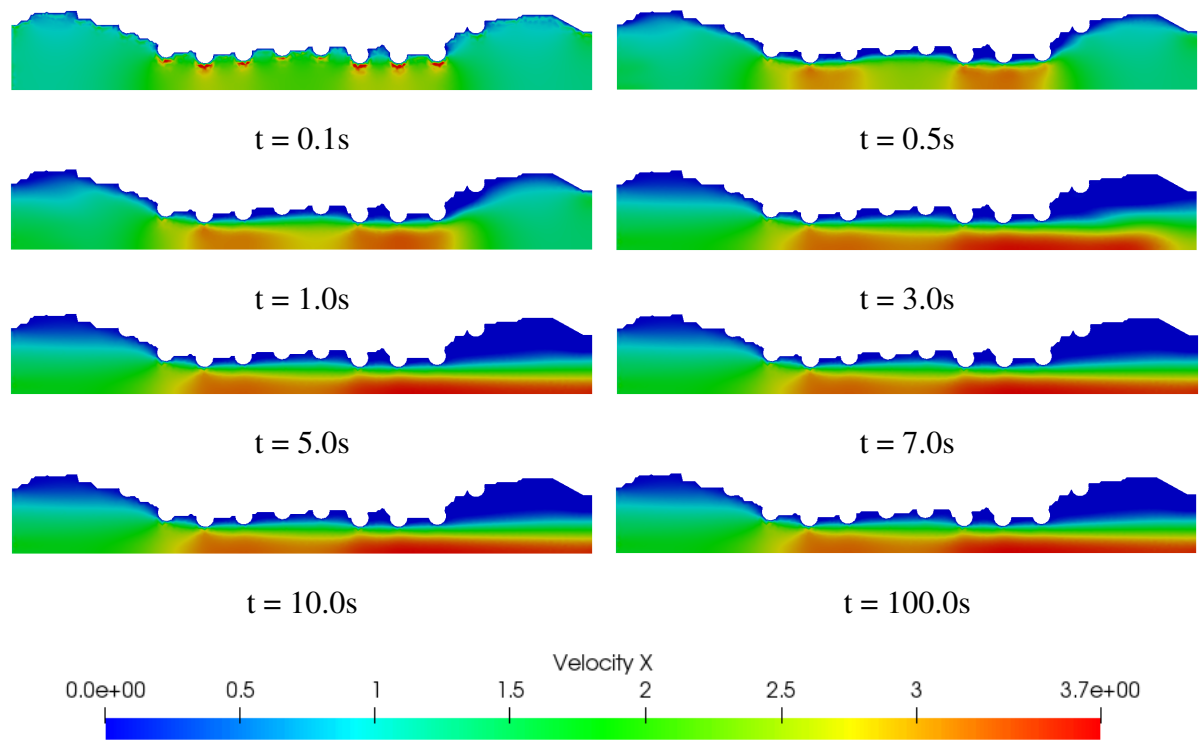 t = 0.1s
t = 0.5s
t = 1.0s
t = 3.0s
t = 5.0s
t = 7.0s
t = 10.0s
t = 100.0s
Velocity X
0.0e+00 0.5 1 1.5 2 2.5 3 3.7e+00